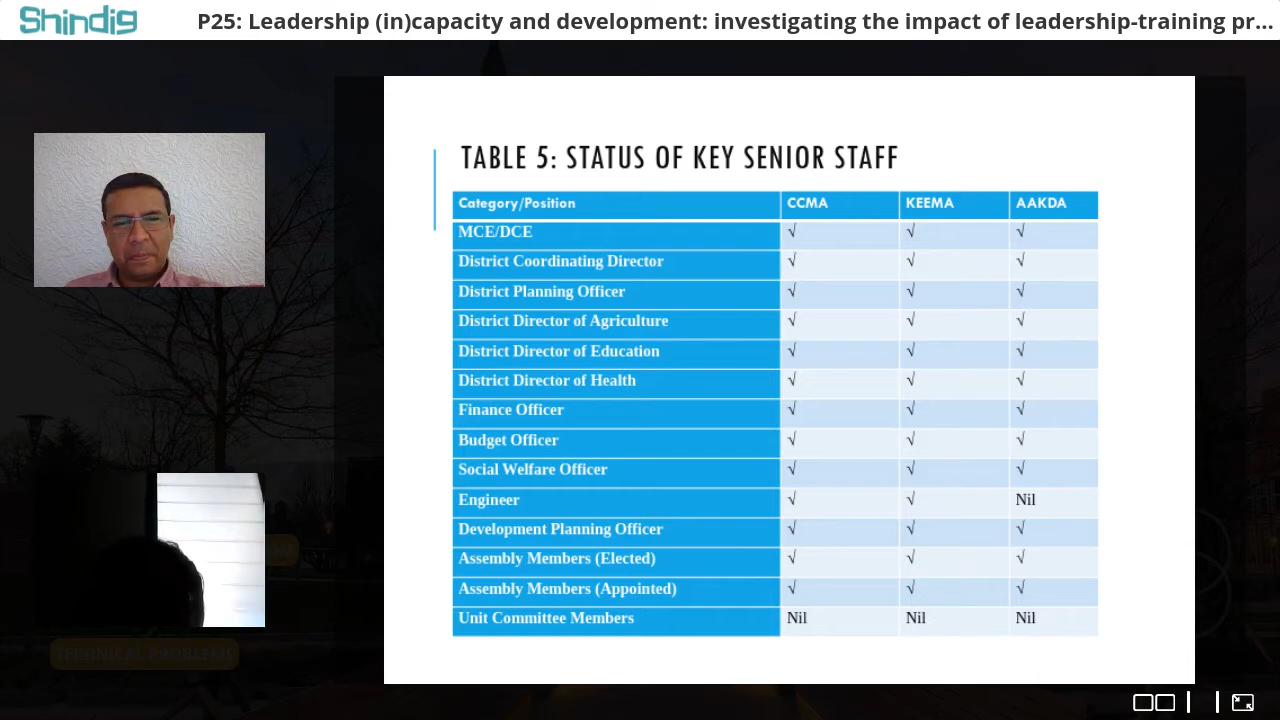 Shindig
P25: Leadership (in)capacity and development: investigating the impact of leadership-training pr...
TABLE 5: STATUS OF KEY SENIOR STAFF
Category/Position CCMA KEEMA AAKDA
MCE/DCE √ √ √
District Coordinating Director √ √ √
District Planning Officer √ √ √
District Director of Agriculture √ √ √
District Director of Education √ √ √
District Director of Health √ √ √
Finance Officer √ √ √
Budget Officer √ √ √
Social Welfare Officer √ √ √
Engineer √ √ Nil
Development Planning Officer √ √ √
Assembly Members (Elected) √ √ √
Assembly Members (Appointed) √ √ √
Unit Committee Members Nil Nil Nil
TECHNICAL PROBLEMS